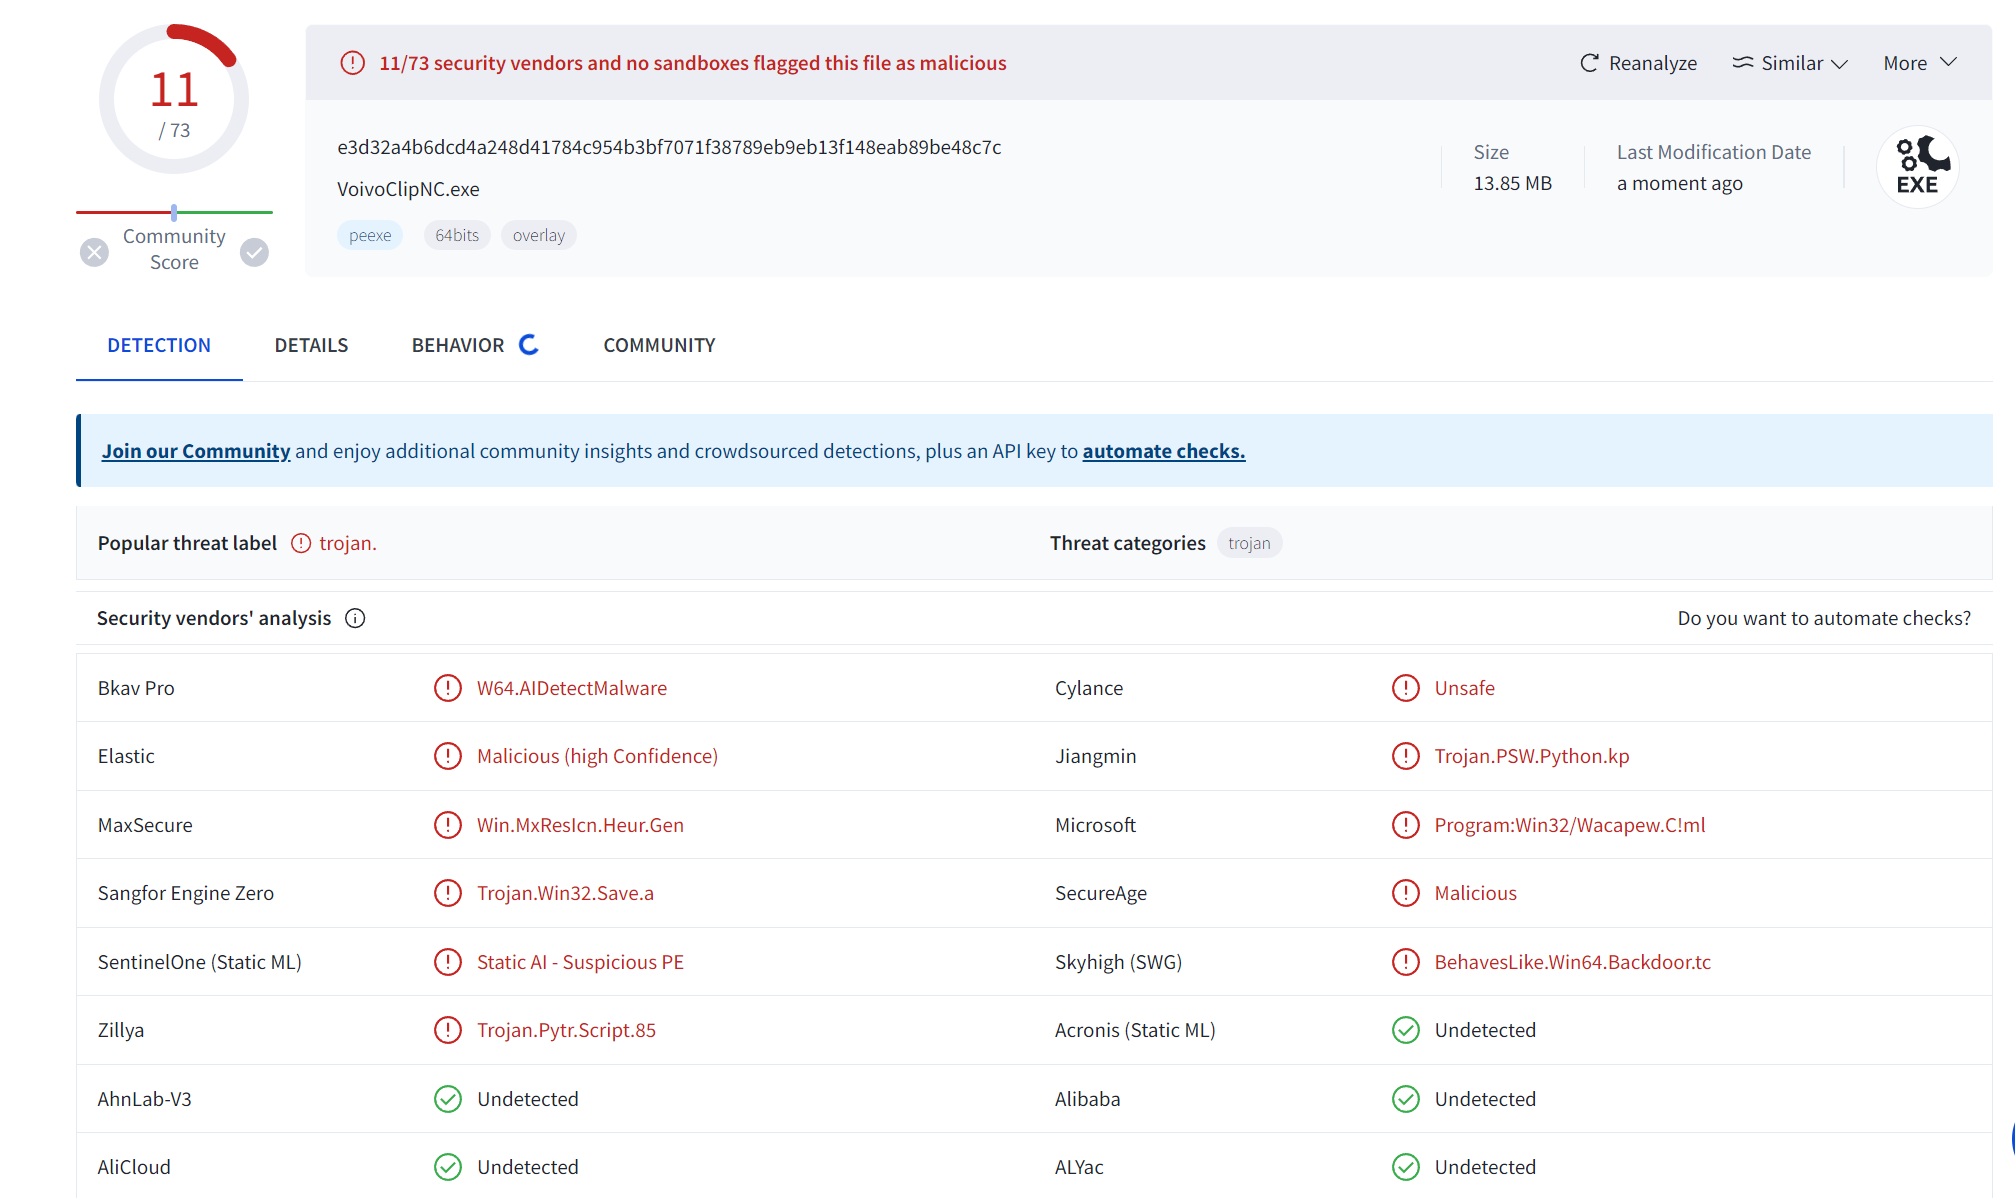 11
/ 73
Community
Score
11/73 security vendors and no sandboxes flagged this file as malicious
Reanalyze
Similar
More
e3d32a4b6dcd4a248d41784c954b3bf7071f38789eb9eb13f148eab89be48c7c
VoivoClipNC.exe
peexe
64bits
overlay
Size
13.85 MB
Last Modification Date
a moment ago
EXE
DETECTION
DETAILS
BEHAVIOR
COMMUNITY
Join our Community and enjoy additional community insights and crowdsourced detections, plus an API key to automate checks.
Popular threat label trojan.
Threat categories trojan
Security vendors' analysis
Do you want to automate checks?
Bkav Pro W64.AIDetectMalware Cylance Unsafe
Elastic Malicious (high Confidence) Jiangmin Trojan.PSW.Python.kp
MaxSecure Win.MxResIcn.Heur.Gen Microsoft Program:Win32/Wacapew.C!ml
Sangfor Engine Zero Trojan.Win32.Save.a SecureAge Malicious
SentinelOne (Static ML) Static AI - Suspicious PE Skyhigh (SWG) BehavesLike.Win64.Backdoor.tc
Zillya Trojan.Pytr.Script.85 Acronis (Static ML) Undetected
AhnLab-V3 Undetected Alibaba Undetected
AliCloud Undetected ALYac Undetected